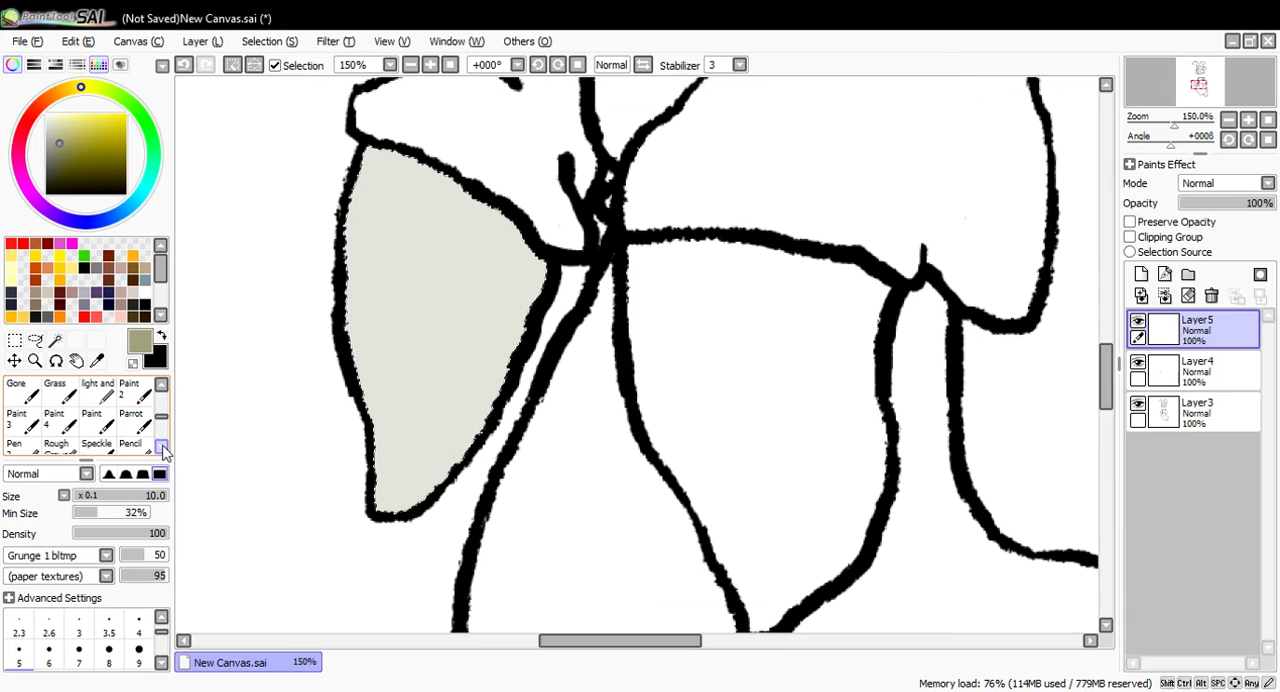 PaintTool SAI (Not Saved)New Canvas.sai (*)
File (F) Edit (E) Canvas (C) Layer (L) Selection (S) Filter (T) View (V) Window (W) Others (O)
Selection 150% +000° Normal Stabilizer 3
Zoom 150.0%
Angle +000§
Paints Effect
Mode Normal
Opacity 100%
Preserve Opacity
Clipping Group
Selection Source
Layer5
Normal
100%
Layer4
Normal
100%
Layer3
Normal
100%
Gore Grass light and Paint 2
Paint 3 Paint 4 Paint Parrot
Pen Rough Speckle Pencil
Normal
Size x 0.1 10.0
Min Size 32%
Density 100
Grunge 1 bltmp 50
(paper textures) 95
Advanced Settings
2.3 2.6 3 3.5 4
5 6 7 8 9
New Canvas.sai 150%
Memory load: 76% (114MB used / 779MB reserved) Shift Ctrl Alt SPC Any